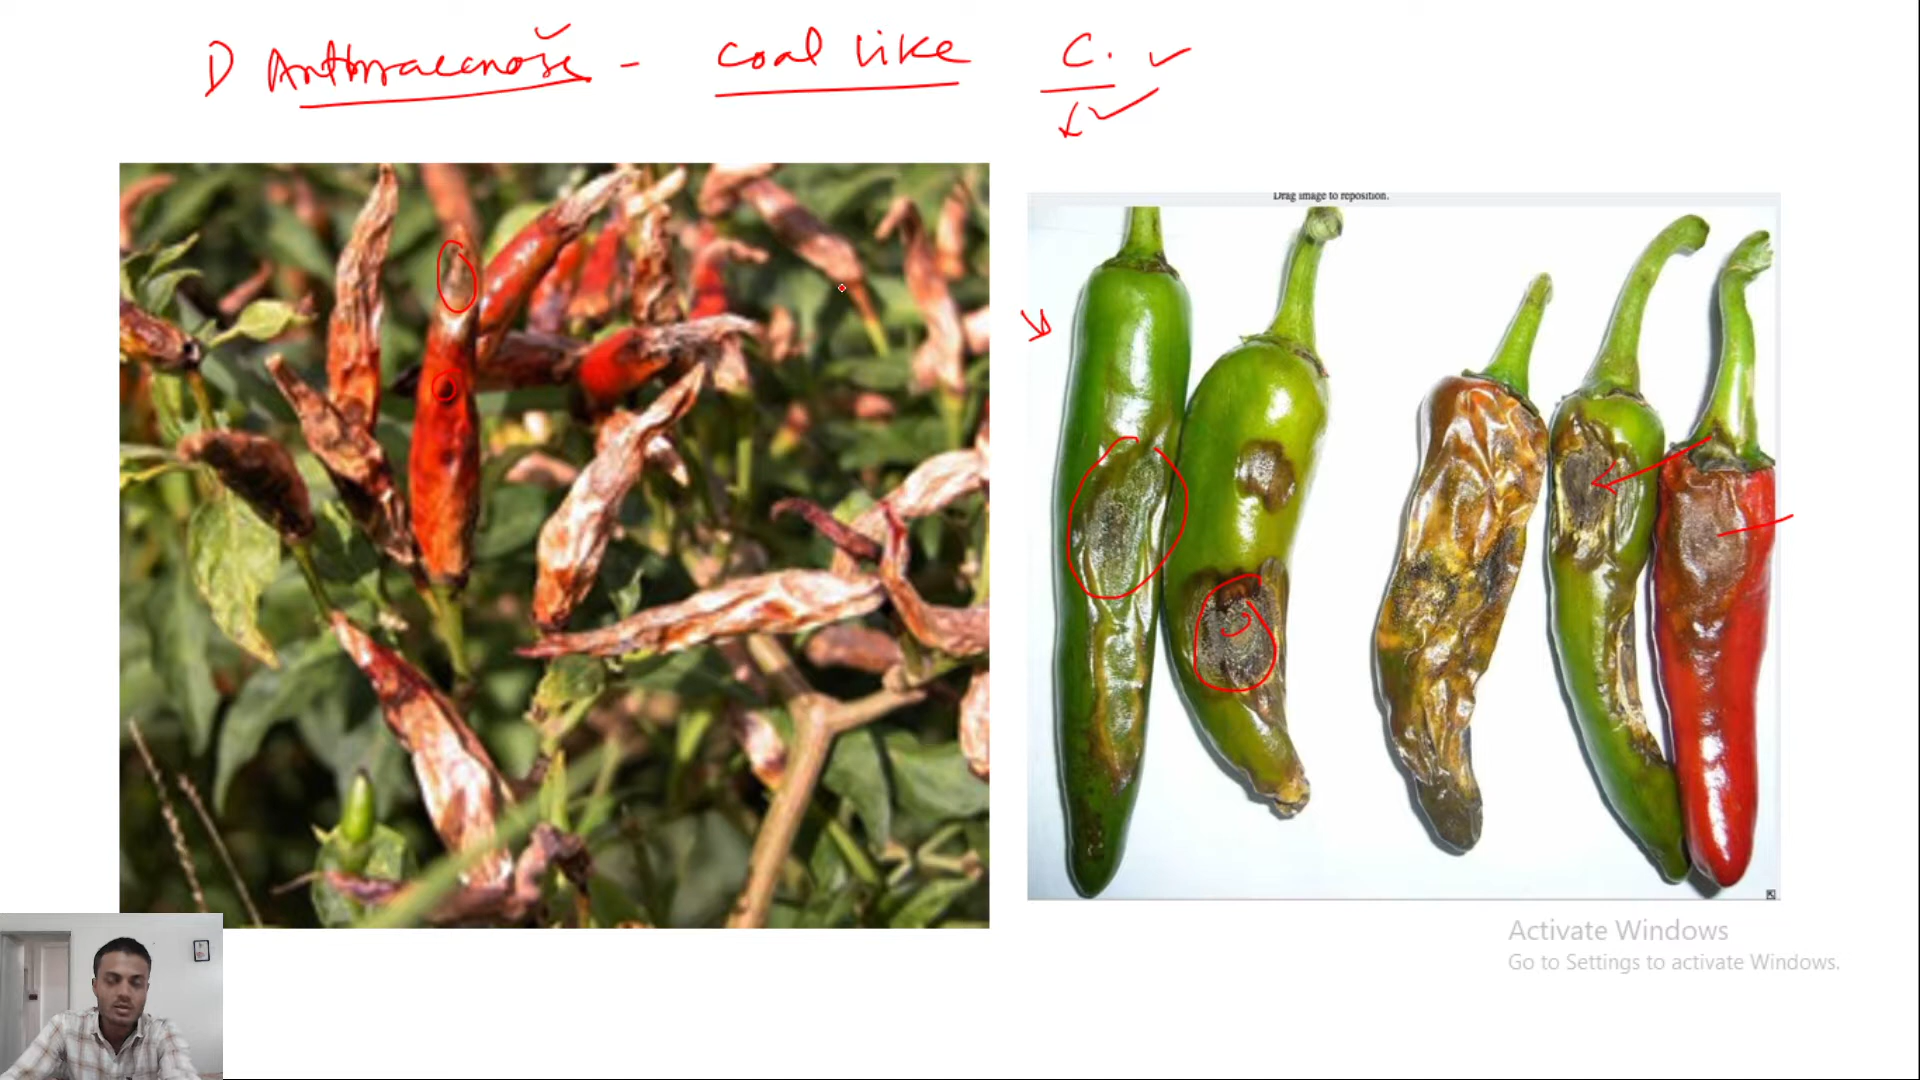 D Anthracnose - coal like C. ✓
Drag image to reposition.
Activate Windows
Go to Settings to activate Windows.